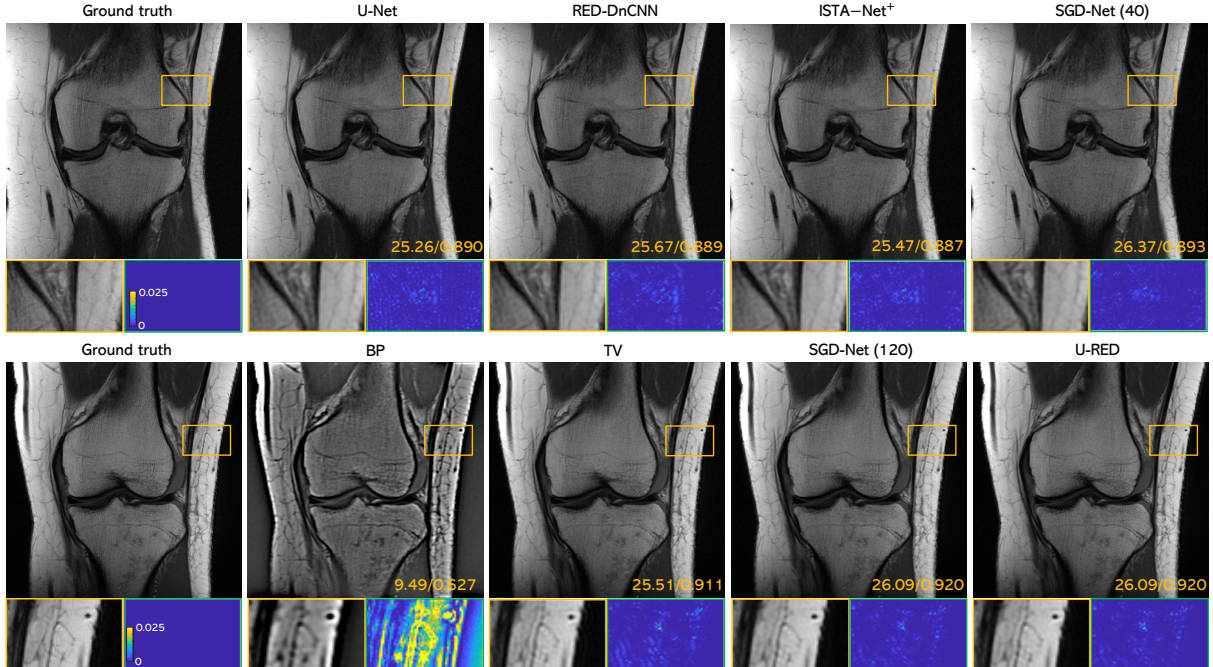 Ground truth U-Net RED-DnCNN ISTA−Net⁺ SGD-Net (40)
25.26/0.890 25.67/0.889 25.47/0.887 26.37/0.893
0.025
0
Ground truth BP TV SGD-Net (120) U-RED
9.49/0.627 25.51/0.911 26.09/0.920 26.09/0.920
0.025
0